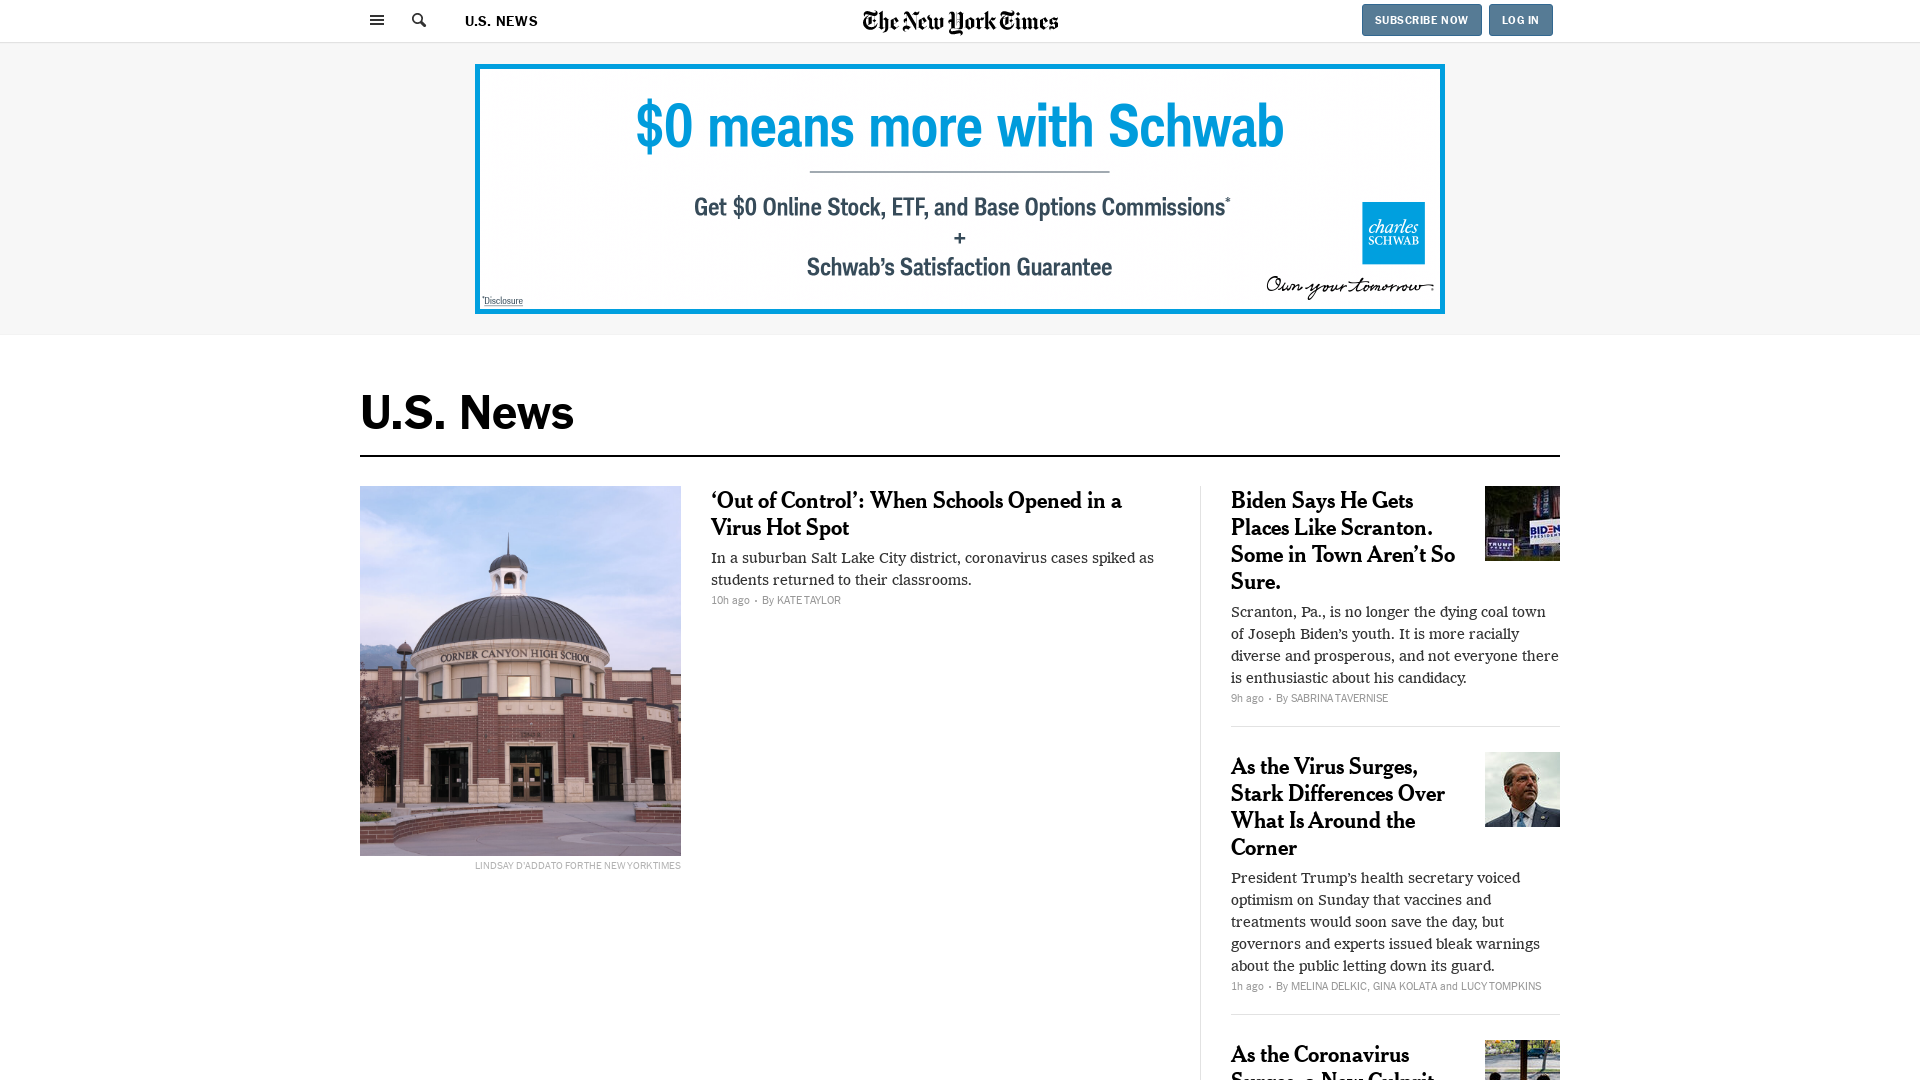 U.S. NEWS
The New York Times
SUBSCRIBE NOW
LOG IN
$0 means more with Schwab
Get $0 Online Stock, ETF, and Base Options Commissions*
+
Schwab's Satisfaction Guarantee
charles
SCHWAB
Own your tomorrow.
*Disclosure
U.S. News
CORNER CANYON HIGH SCHOOL
LINDSAY D'ADDATO FOR THE NEW YORK TIMES
‘Out of Control’: When Schools Opened in a
Virus Hot Spot
In a suburban Salt Lake City district, coronavirus cases spiked as
students returned to their classrooms.
10h ago · By KATE TAYLOR
Biden Says He Gets
Places Like Scranton.
Some in Town Aren’t So
Sure.
BIDEN
PRESIDENT
TRUMP
Scranton, Pa., is no longer the dying coal town
of Joseph Biden’s youth. It is more racially
diverse and prosperous, and not everyone there
is enthusiastic about his candidacy.
9h ago · By SABRINA TAVERNISE
As the Virus Surges,
Stark Differences Over
What Is Around the
Corner
President Trump’s health secretary voiced
optimism on Sunday that vaccines and
treatments would soon save the day, but
governors and experts issued bleak warnings
about the public letting down its guard.
1h ago · By MELINA DELKIC, GINA KOLATA and LUCY TOMPKINS
As the Coronavirus
Surges, a New Culprit